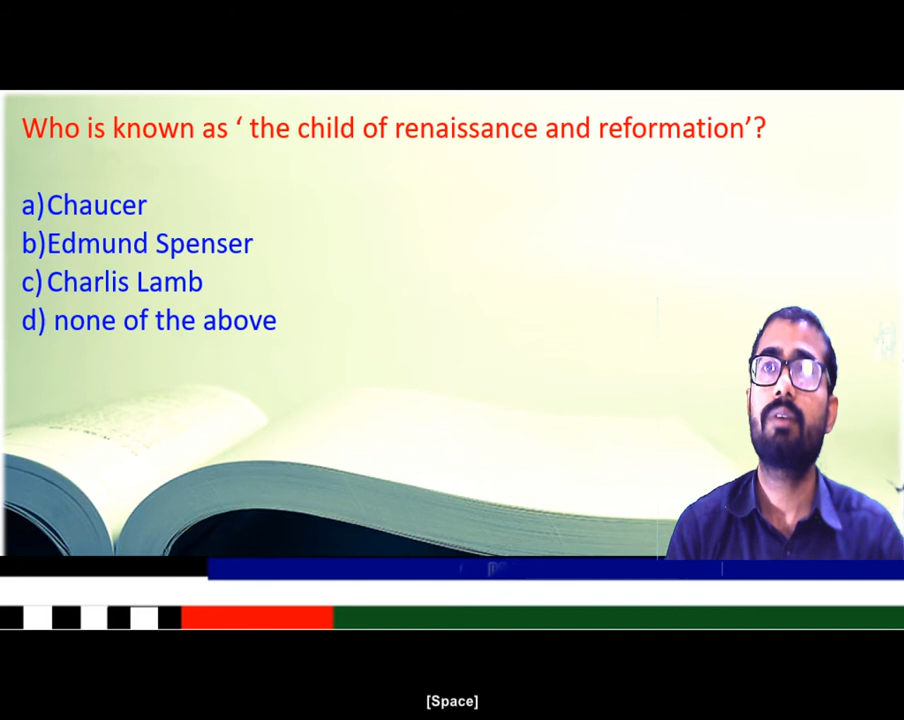 Who is known as ‘ the child of renaissance and reformation’?
a)Chaucer
b)Edmund Spenser
c)Charlis Lamb
d) none of the above
[Space]